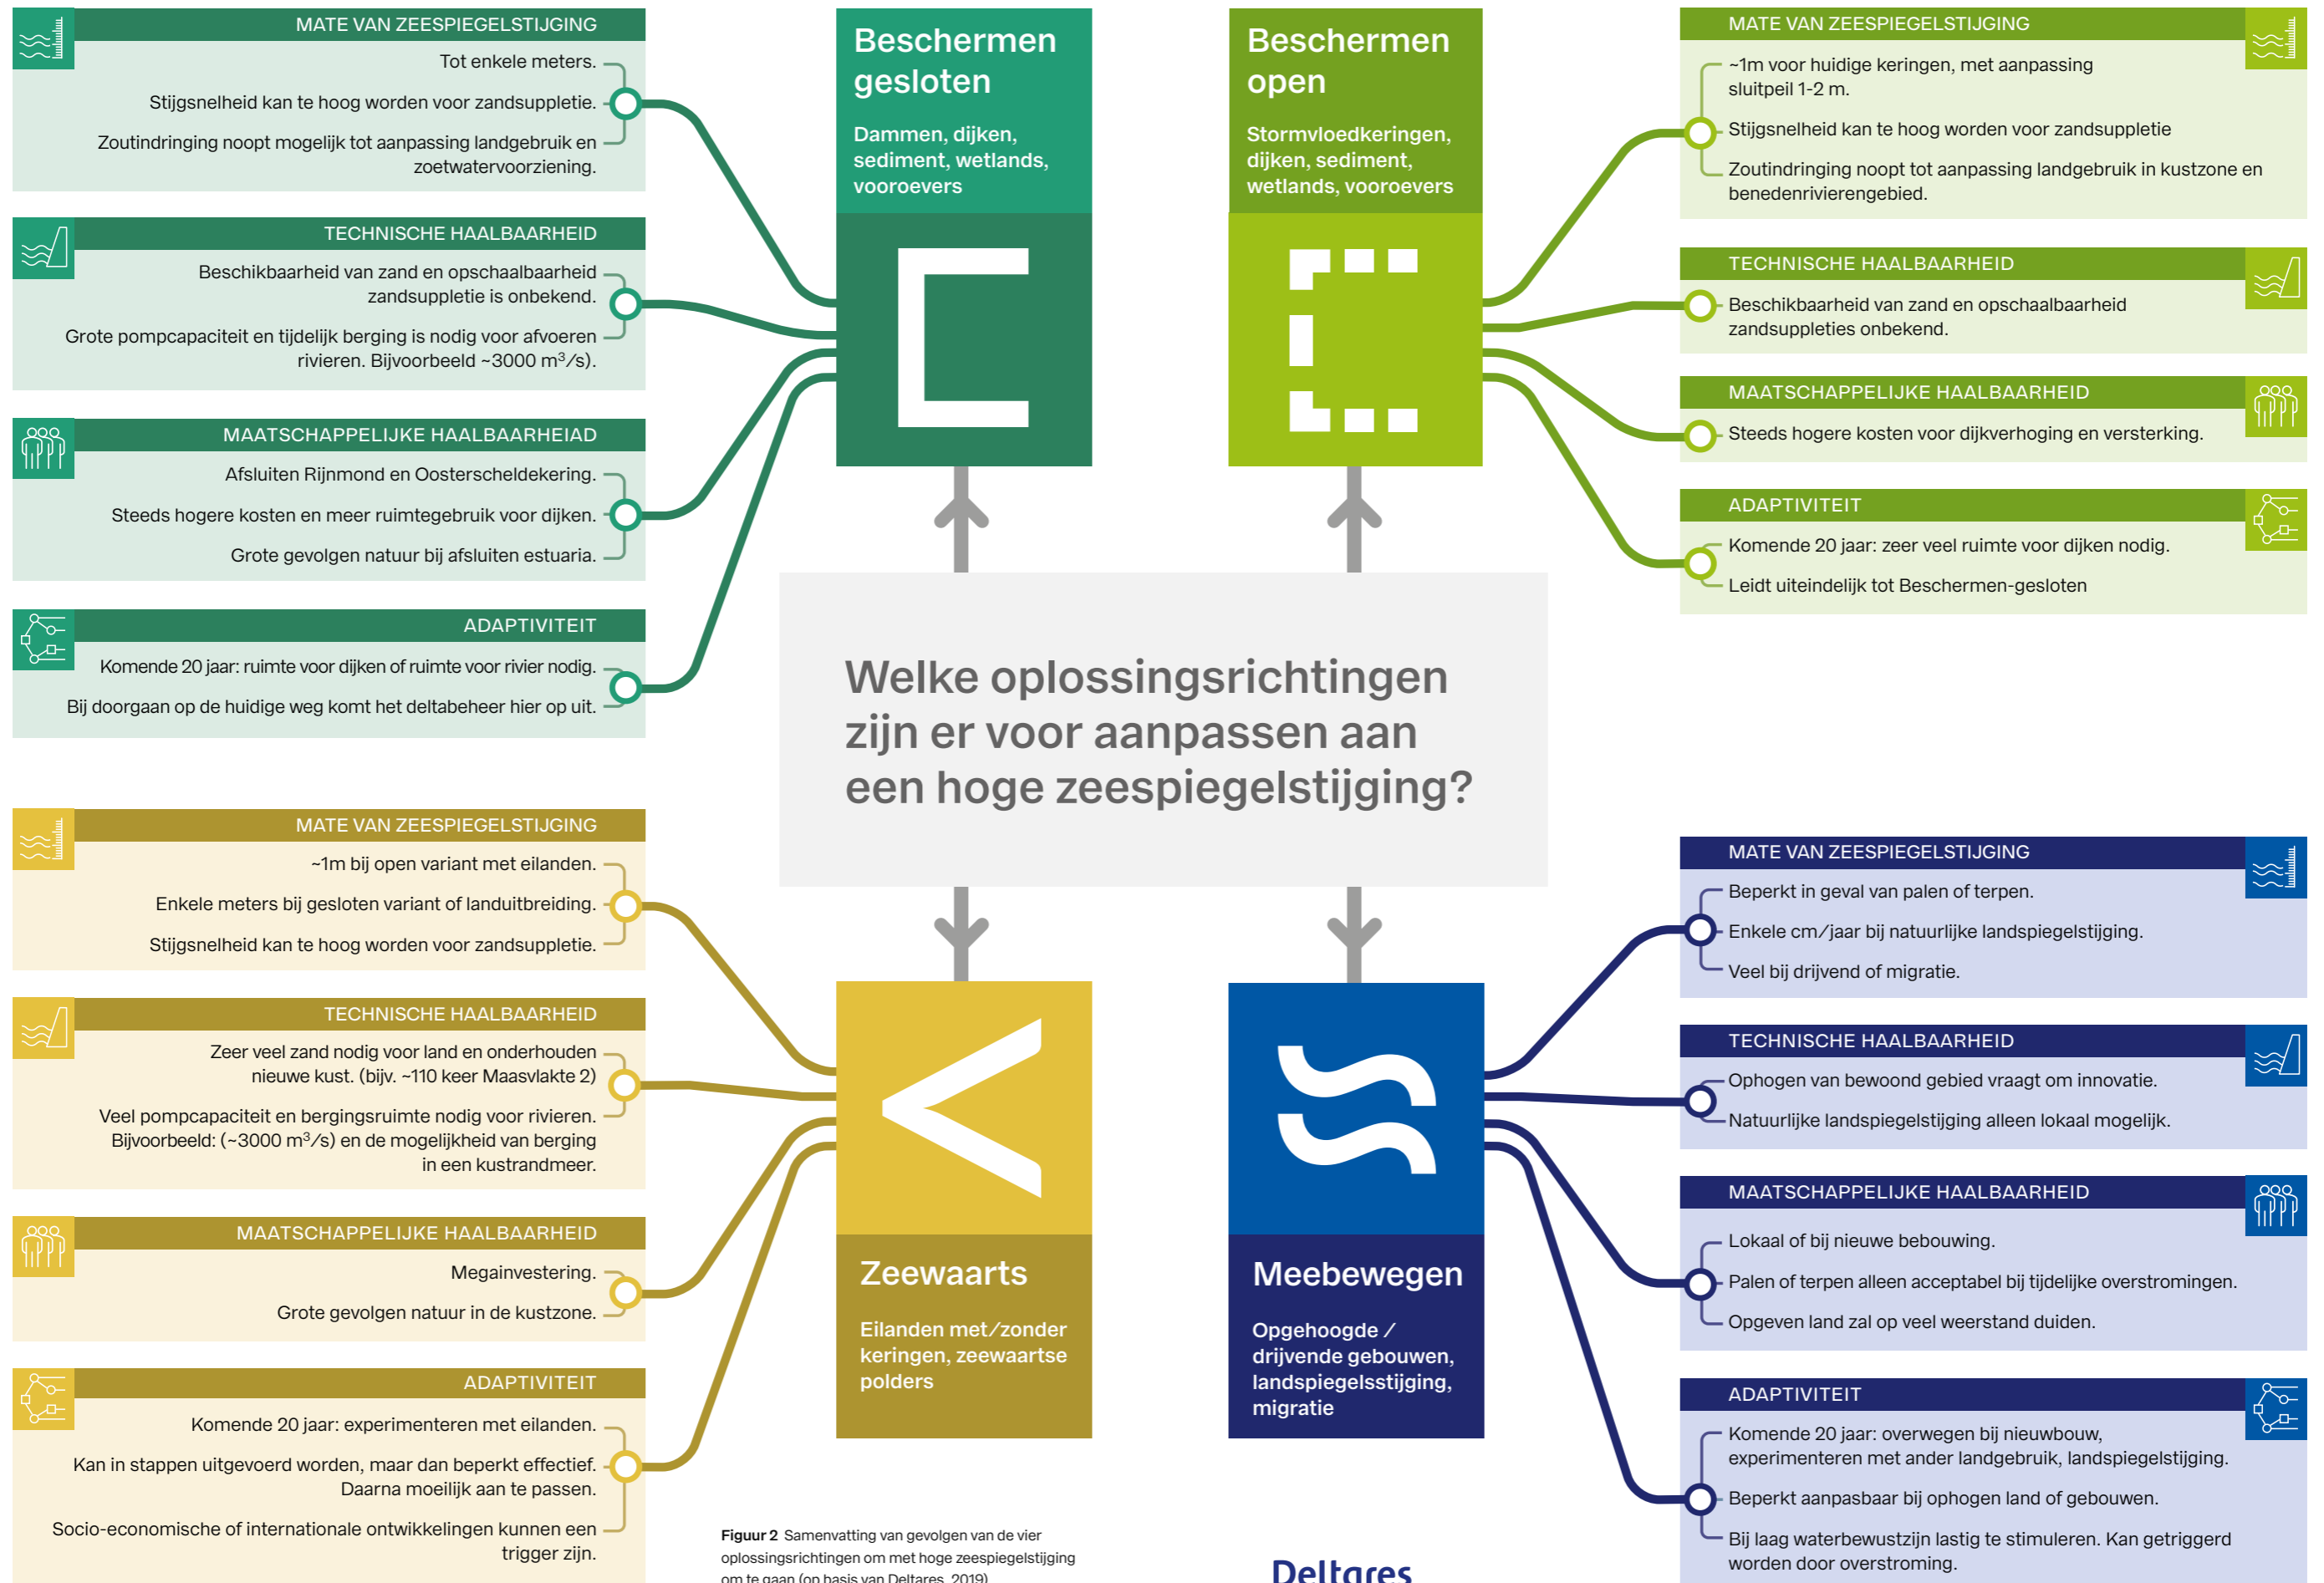 MATE VAN ZEESPIEGELSTIJGING
Tot enkele meters.
Stijgsnelheid kan te hoog worden voor zandsuppletie.
Zoutindringing noopt mogelijk tot aanpassing landgebruik en
zoetwatervoorziening.
TECHNISCHE HAALBAARHEID
Beschikbaarheid van zand en opschaalbaarheid
zandsuppletie is onbekend.
Grote pompcapaciteit en tijdelijk berging is nodig voor afvoeren
rivieren. Bijvoorbeeld ~3000 m³/s).
MAATSCHAPPELIJKE HAALBAARHEIAD
Afsluiten Rijnmond en Oosterscheldekering.
Steeds hogere kosten en meer ruimtegebruik voor dijken.
Grote gevolgen natuur bij afsluiten estuaria.
ADAPTIVITEIT
Komende 20 jaar: ruimte voor dijken of ruimte voor rivier nodig.
Bij doorgaan op de huidige weg komt het deltabeheer hier op uit.
Beschermen
gesloten
Dammen, dijken,
sediment, wetlands,
vooroevers
Beschermen
open
Stormvloedkeringen,
dijken, sediment,
wetlands, vooroevers
MATE VAN ZEESPIEGELSTIJGING
~1m voor huidige keringen, met aanpassing
sluitpeil 1-2 m.
Stijgsnelheid kan te hoog worden voor zandsuppletie
Zoutindringing noopt tot aanpassing landgebruik in kustzone en
benedenrivierengebied.
TECHNISCHE HAALBAARHEID
Beschikbaarheid van zand en opschaalbaarheid
zandsuppleties onbekend.
MAATSCHAPPELIJKE HAALBAARHEID
Steeds hogere kosten voor dijkverhoging en versterking.
ADAPTIVITEIT
Komende 20 jaar: zeer veel ruimte voor dijken nodig.
Leidt uiteindelijk tot Beschermen-gesloten
Welke oplossingsrichtingen
zijn er voor aanpassen aan
een hoge zeespiegelstijging?
MATE VAN ZEESPIEGELSTIJGING
~1m bij open variant met eilanden.
Enkele meters bij gesloten variant of landuitbreiding.
Stijgsnelheid kan te hoog worden voor zandsuppletie.
TECHNISCHE HAALBAARHEID
Zeer veel zand nodig voor land en onderhouden
nieuwe kust. (bijv. ~110 keer Maasvlakte 2)
Veel pompcapaciteit en bergingsruimte nodig voor rivieren.
Bijvoorbeeld: (~3000 m³/s) en de mogelijkheid van berging
in een kustrandmeer.
MAATSCHAPPELIJKE HAALBAARHEID
Megainvestering.
Grote gevolgen natuur in de kustzone.
ADAPTIVITEIT
Komende 20 jaar: experimenteren met eilanden.
Kan in stappen uitgevoerd worden, maar dan beperkt effectief.
Daarna moeilijk aan te passen.
Socio-economische of internationale ontwikkelingen kunnen een
trigger zijn.
Zeewaarts
Eilanden met/zonder
keringen, zeewaartse
polders
Meebewegen
Opgehoogde /
drijvende gebouwen,
landspiegelsstijging,
migratie
MATE VAN ZEESPIEGELSTIJGING
Beperkt in geval van palen of terpen.
Enkele cm/jaar bij natuurlijke landspiegelstijging.
Veel bij drijvend of migratie.
TECHNISCHE HAALBAARHEID
Ophogen van bewoond gebied vraagt om innovatie.
Natuurlijke landspiegelstijging alleen lokaal mogelijk.
MAATSCHAPPELIJKE HAALBAARHEID
Lokaal of bij nieuwe bebouwing.
Palen of terpen alleen acceptabel bij tijdelijke overstromingen.
Opgeven land zal op veel weerstand duiden.
ADAPTIVITEIT
Komende 20 jaar: overwegen bij nieuwbouw,
experimenteren met ander landgebruik, landspiegelstijging.
Beperkt aanpasbaar bij ophogen land of gebouwen.
Bij laag waterbewustzijn lastig te stimuleren. Kan getriggerd
worden door overstroming.
Figuur 2 Samenvatting van gevolgen van de vier
oplossingsrichtingen om met hoge zeespiegelstijging
om te gaan (op basis van Deltares, 2019)
Deltares